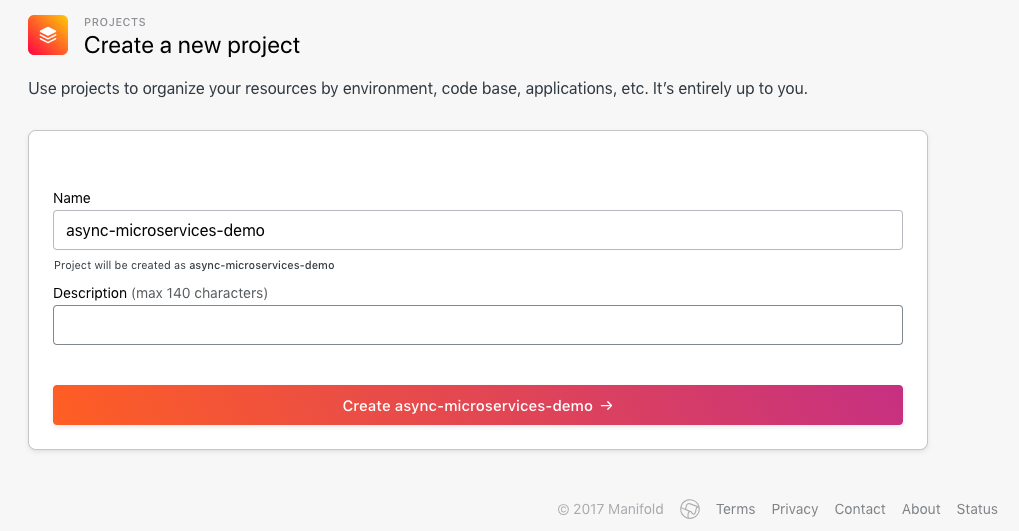 PROJECTS
Create a new project
Use projects to organize your resources by environment, code base, applications, etc. It’s entirely up to you.
Name
async-microservices-demo
Project will be created as async-microservices-demo
Description (max 140 characters)
Create async-microservices-demo →
© 2017 Manifold Terms Privacy Contact About Status